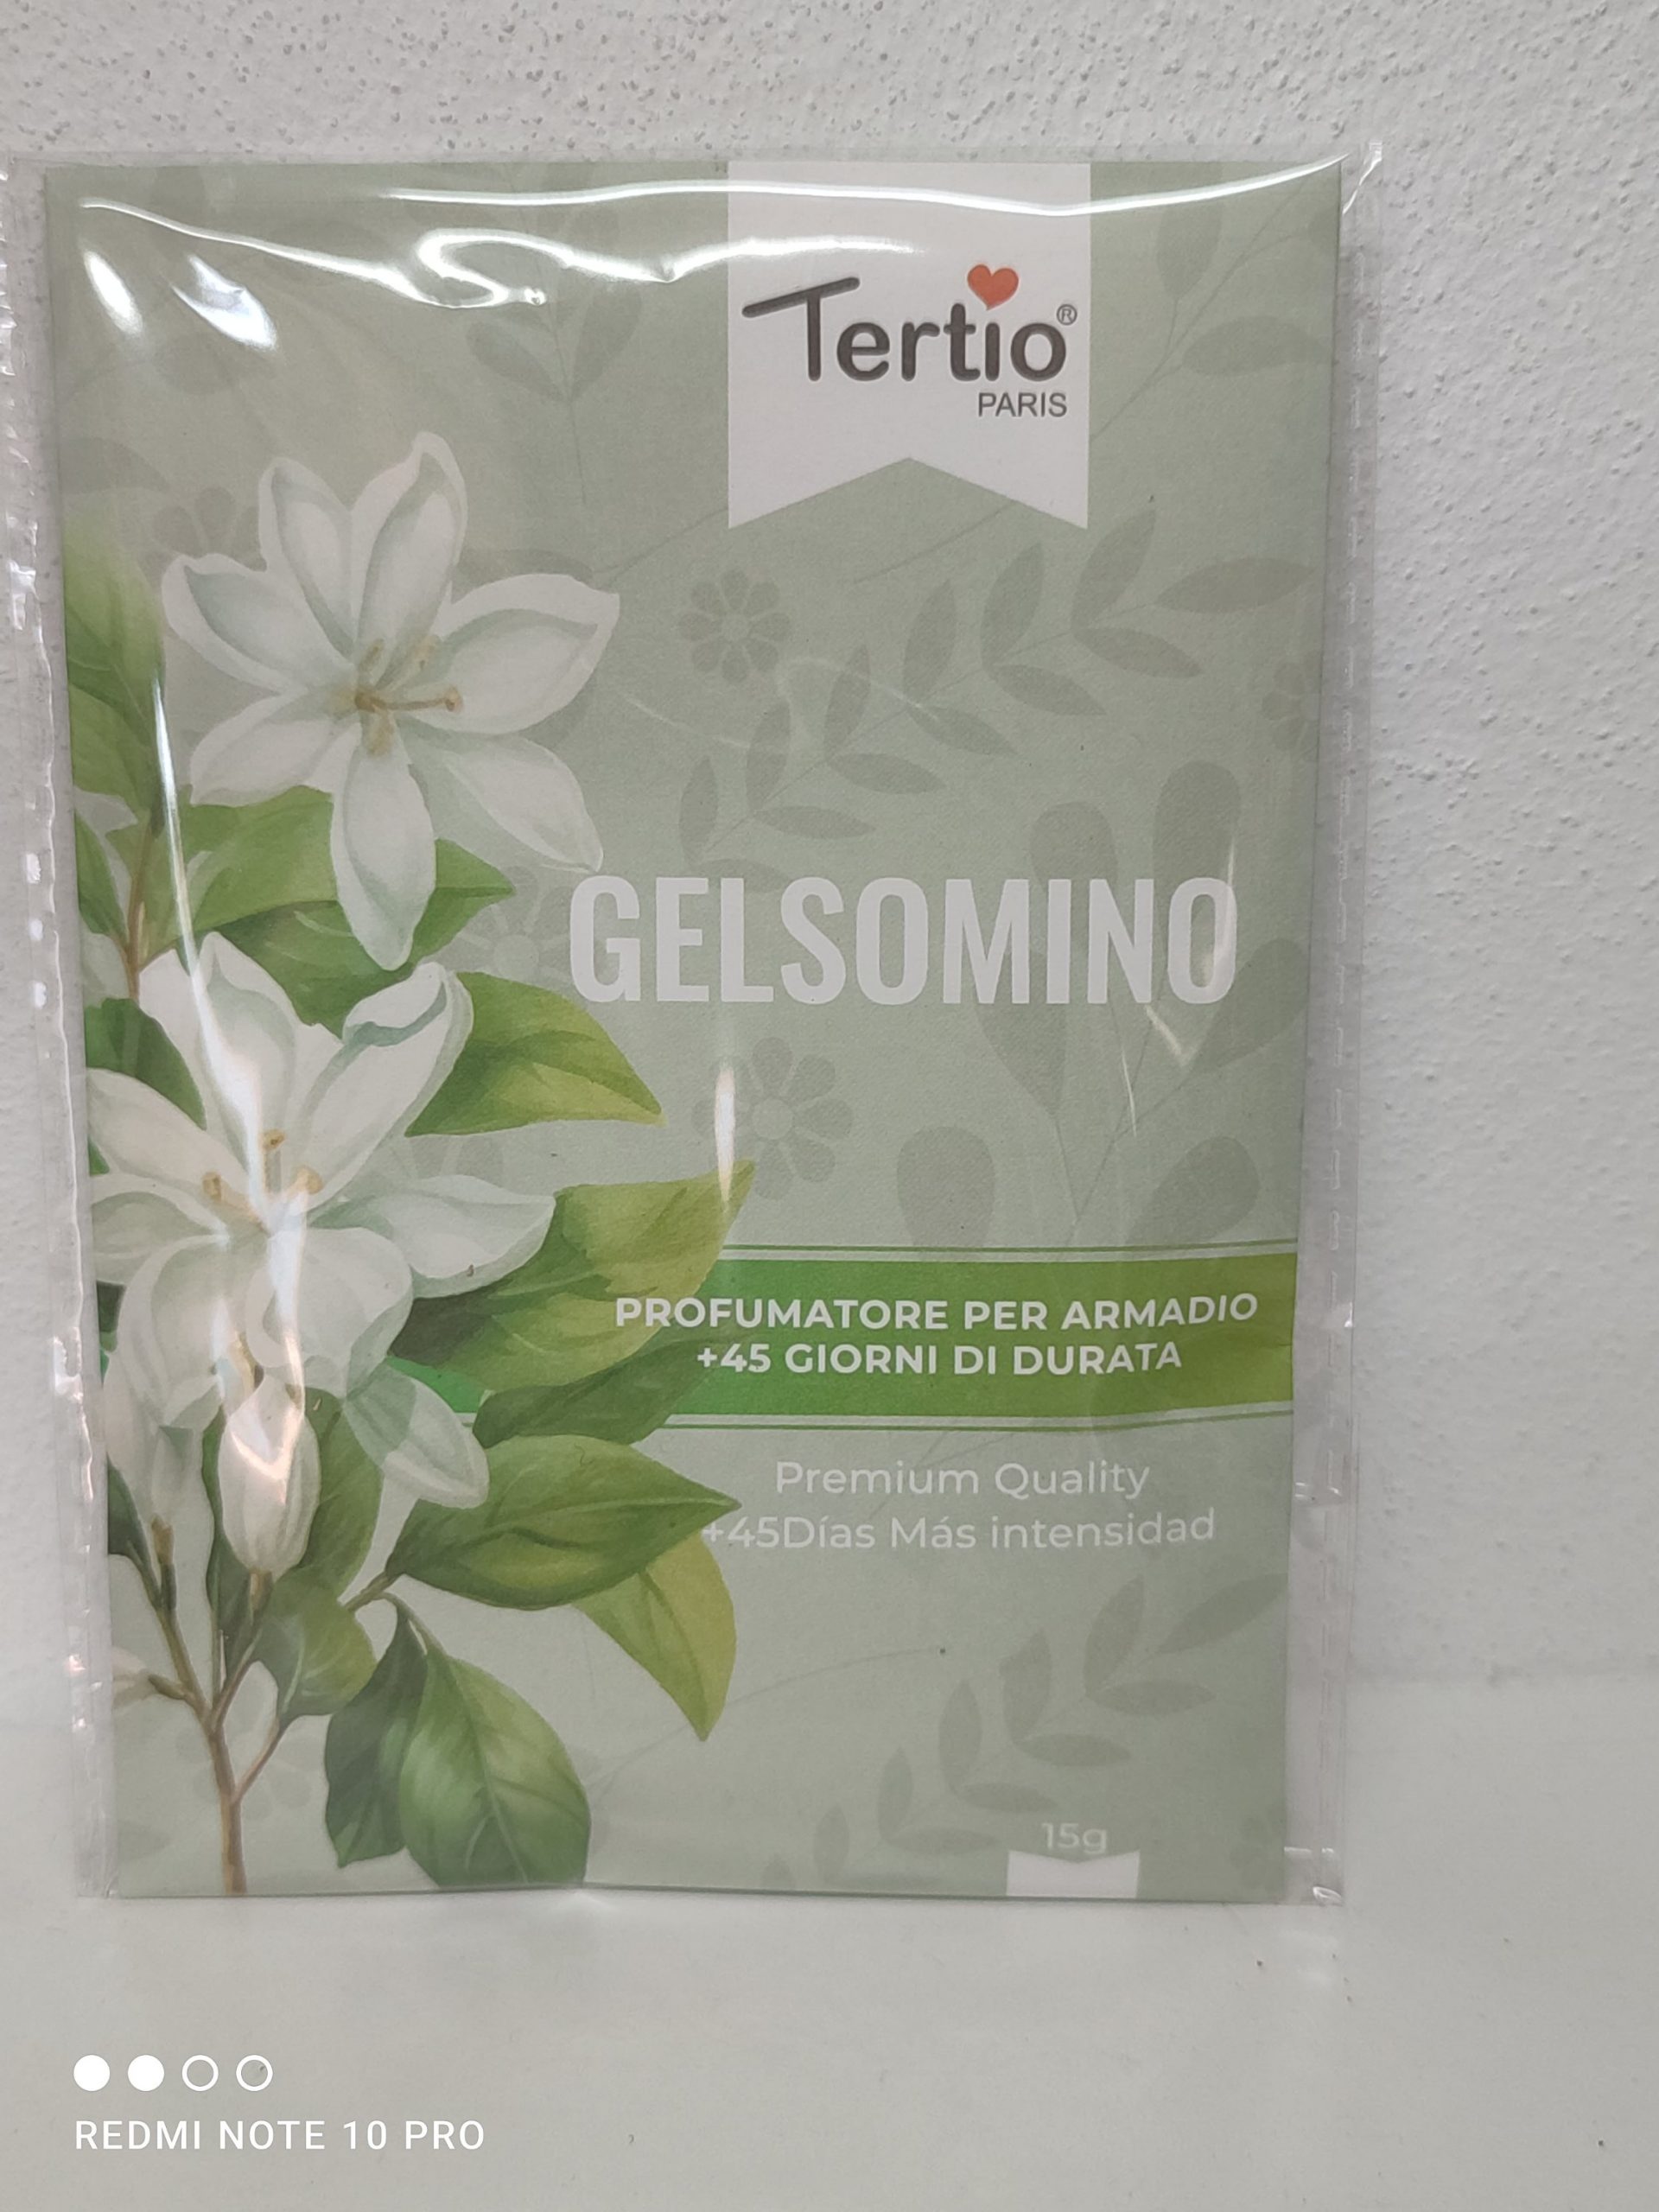 Tertio®
PARIS
GELSOMINO
PROFUMATORE PER ARMADIO
+45 GIORNI DI DURATA
Premium Quality
+45Días Más intensidad
15g
REDMI NOTE 10 PRO